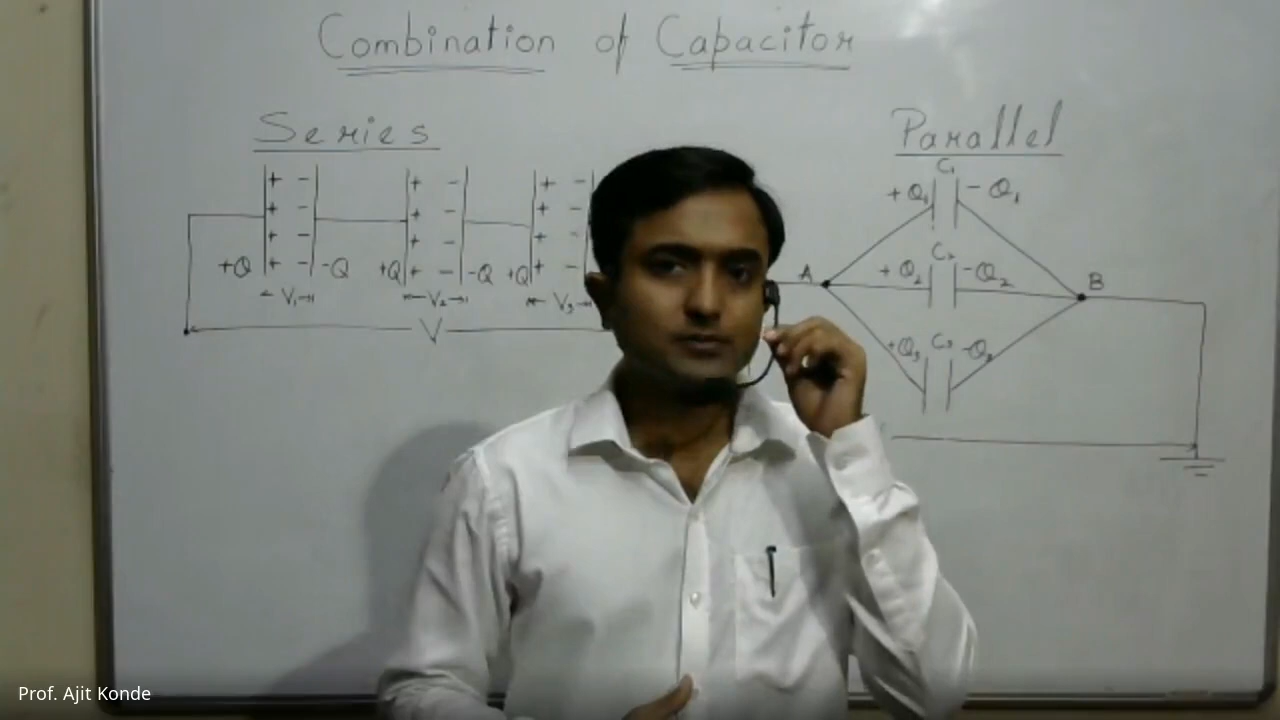 Combination of Capacitor
Series
+ - + - + -
+ - + - + -
+ - + - + -
+Q + - -Q +Q + - -Q +Q + -
V₁ V₂ V₃
V
Parallel
C₁
+Q₁ -Q₁
C₂
A +Q₂ -Q₂ B
C₃
+Q₃ -Q₃
Prof. Ajit Konde